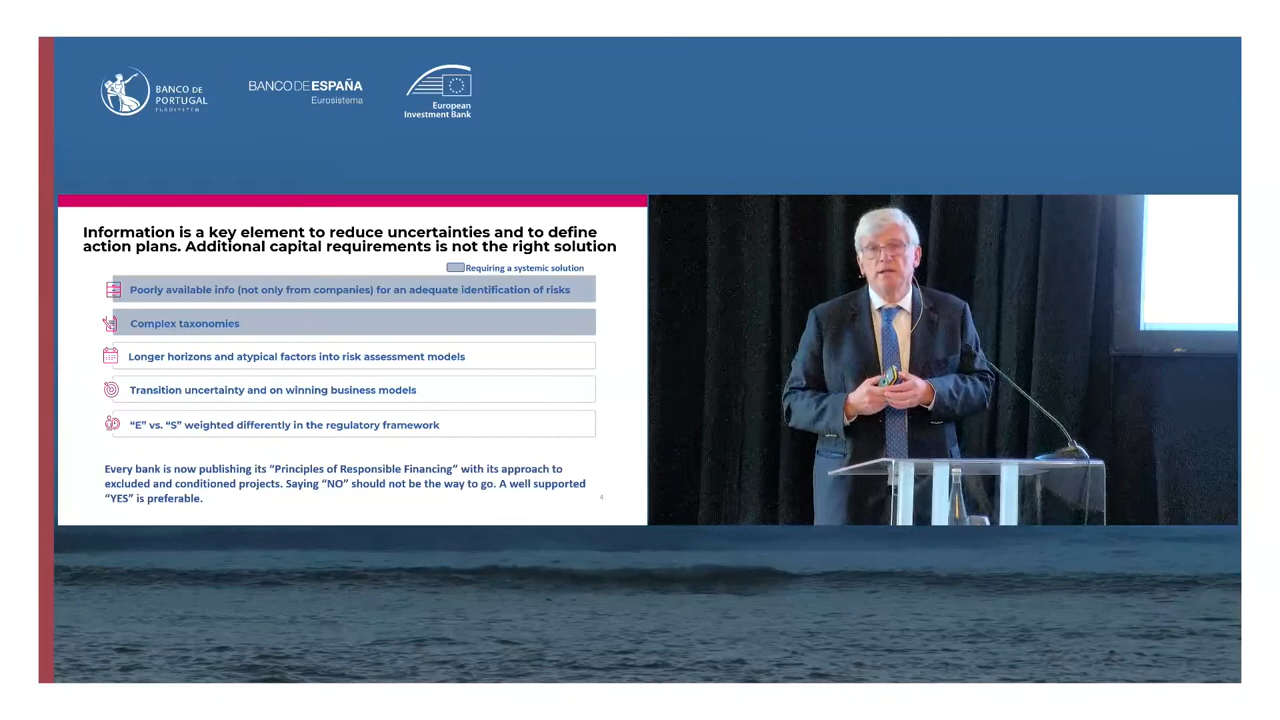 BANCO DE
PORTUGAL
EUROSISTEMA
BANCODEESPAÑA
Eurosistema
European
Investment Bank
Information is a key element to reduce uncertainties and to define
action plans. Additional capital requirements is not the right solution
Requiring a systemic solution
Poorly available info (not only from companies) for an adequate identification of risks
Complex taxonomies
Longer horizons and atypical factors into risk assessment models
Transition uncertainty and on winning business models
“E” vs. “S” weighted differently in the regulatory framework
Every bank is now publishing its “Principles of Responsible Financing” with its approach to
excluded and conditioned projects. Saying “NO” should not be the way to go. A well supported
“YES” is preferable.
4